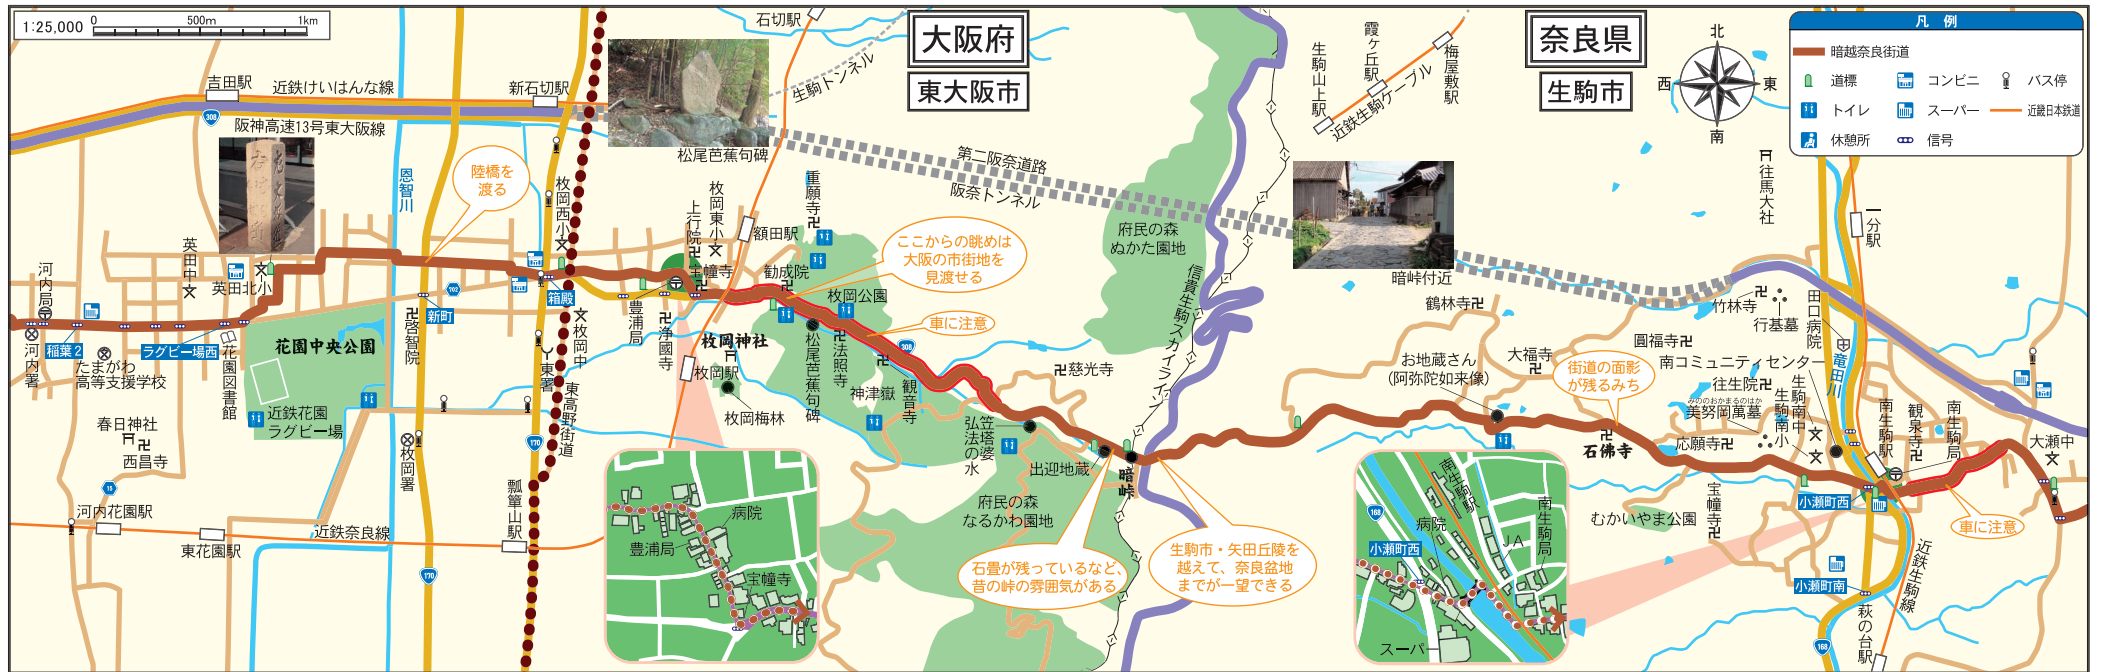 1:25,000
0
500m
1km
大阪府
東大阪市
奈良県
生駒市
北
西
東
南
凡 例
暗越奈良街道
道標
コンビニ
バス停
トイレ
スーパー
近畿日本鉄道
休憩所
信号
石切駅
生駒トンネル
霞ヶ丘駅
梅屋敷駅
生駒山上駅
近鉄生駒ケーブル
吉田駅
近鉄けいはんな線
新石切駅
308
阪神高速13号東大阪線
松尾芭蕉句碑
第二阪奈道路
阪奈トンネル
陸橋を
渡る
恩智川
枚岡西小
枚岡東小
上行院
重願寺
額田駅
宝幢寺
勧成院
ここからの眺めは
大阪の市街地を
見渡せる
枚岡公園
府民の森
ぬかた園地
信貴生駒スカイライン
暗峠付近
往馬大社
一分駅
英田中
英田北小
河内局
河内署
稲葉2
たまがわ
高等支援学校
ラグビー場西
花園図書館
花園中央公園
近鉄花園
ラグビー場
春日神社
西昌寺
15
河内花園駅
東花園駅
近鉄奈良線
702
新町
啓智院
枚岡署
170
170
箱殿
枚岡中
東署
東高野街道
瓢箪山駅
豊浦局
浄國寺
枚岡神社
枚岡駅
枚岡梅林
松尾芭蕉句碑
法照寺
車に注意
308
神津嶽
観音寺
慈光寺
弘法の水
笠塔婆
出迎地蔵
暗峠
府民の森
なるかわ園地
石畳が残っているなど、
昔の峠の雰囲気がある
生駒市・矢田丘陵を
越えて、奈良盆地
までが一望できる
鶴林寺
お地蔵さん
(阿弥陀如来像)
大福寺
街道の面影
が残るみち
石佛寺
圓福寺
竹林寺
行基墓
田口病院
竜田川
南コミュニティセンター
往生院
みののおかまろのはか
美努岡萬墓
生駒南小
生駒南中
応願寺
宝幢寺
むかいやま公園
南生駒駅
観泉寺
南生駒局
大瀬中
小瀬町西
車に注意
小瀬町南
近鉄生駒線
萩の台駅
168
病院
豊浦局
宝幢寺
南生駒駅
168
病院
小瀬町西
JA
南生駒局
スーパー